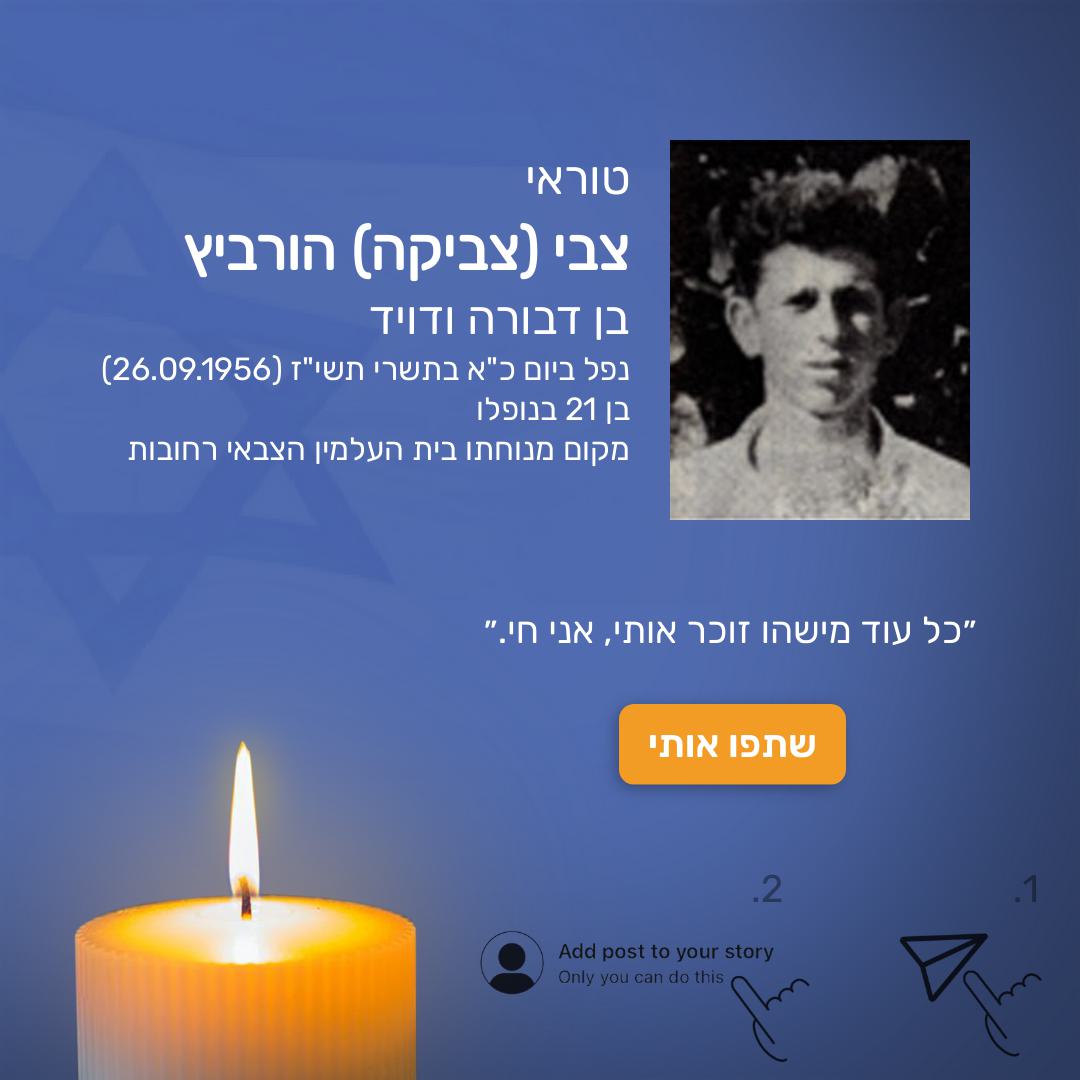 טוראי
צבי (צביקה) הורביץ
בן דבורה ודויד
נפל ביום כ"א בתשרי תשי"ז (26.09.1956)
בן 21 בנופלו
מקום מנוחתו בית העלמין הצבאי רחובות
״כל עוד מישהו זוכר אותי, אני חי.״
שתפו אותי
1.
2.
Add post to your story
Only you can do this